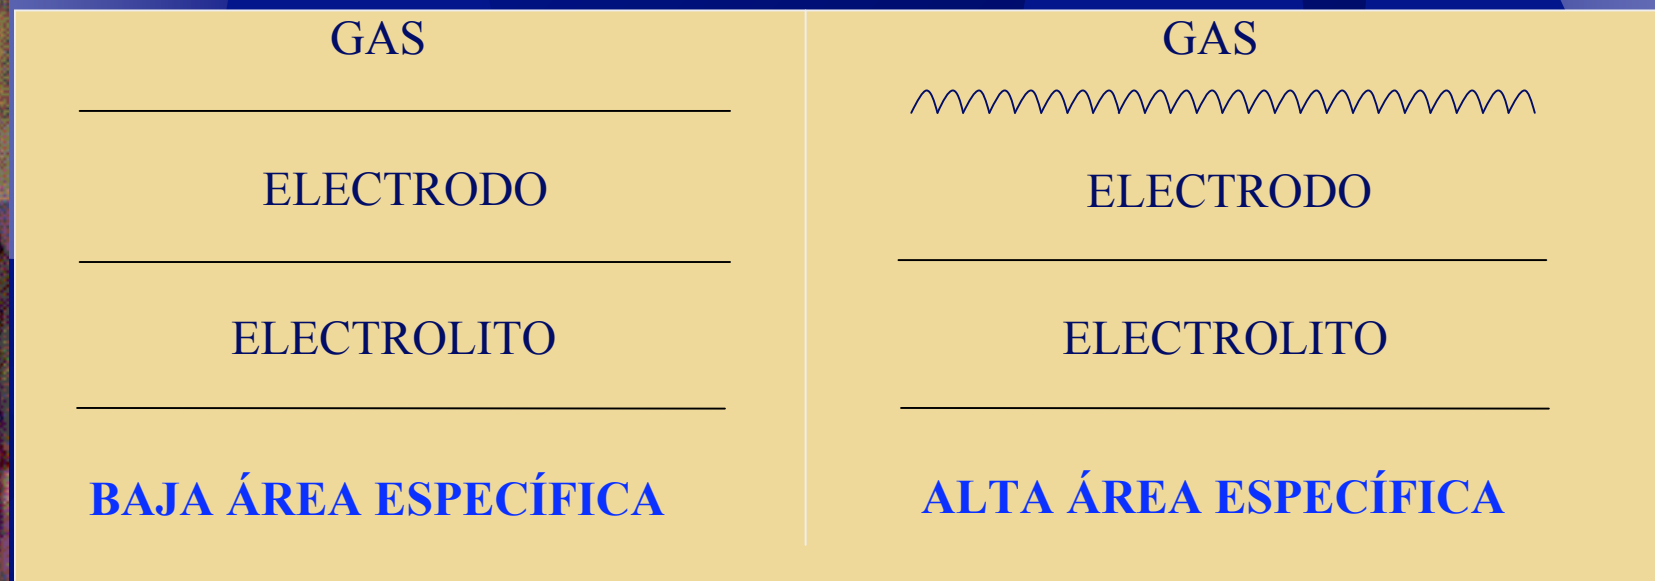 GAS
ELECTRODO
ELECTROLITO
BAJA ÁREA ESPECÍFICA
GAS
ELECTRODO
ELECTROLITO
ALTA ÁREA ESPECÍFICA